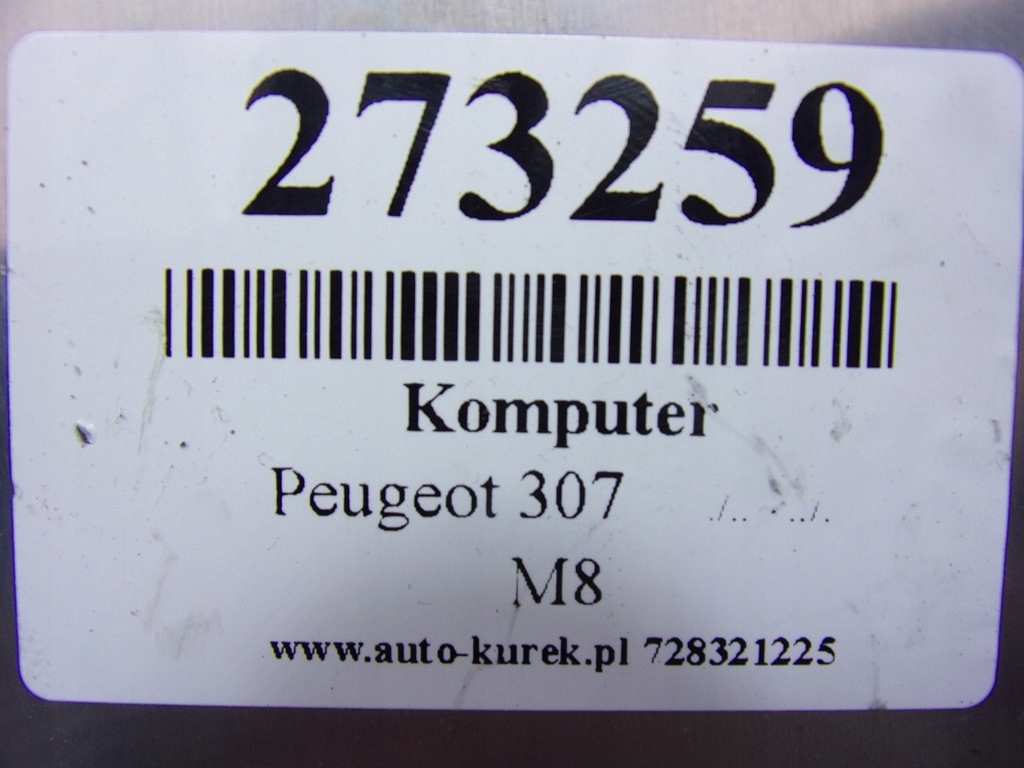 273259
Komputer
Peugeot 307 ./.. - ../.
M8
www.auto-kurek.pl 728321225